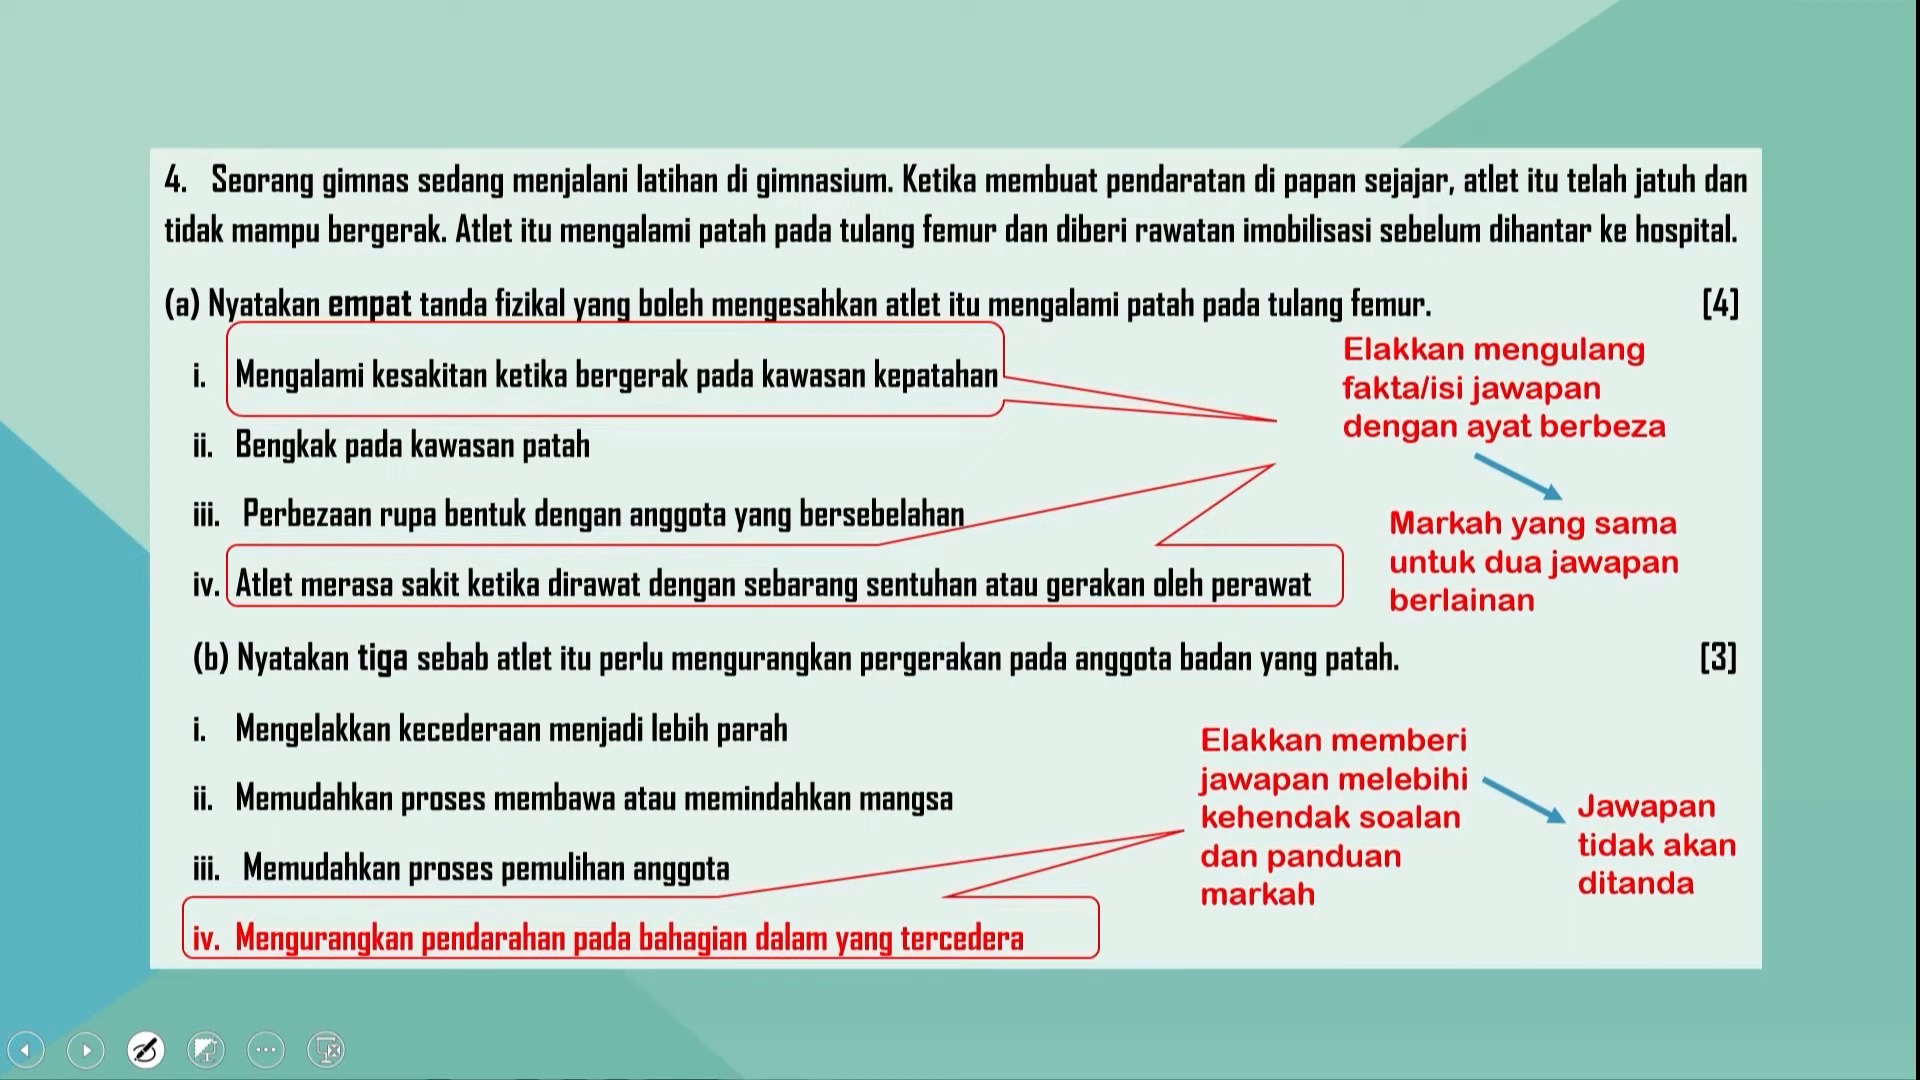 4. Seorang gimnas sedang menjalani latihan di gimnasium. Ketika membuat pendaratan di papan sejajar, atlet itu telah jatuh dan
tidak mampu bergerak. Atlet itu mengalami patah pada tulang femur dan diberi rawatan imobilisasi sebelum dihantar ke hospital.
(a) Nyatakan empat tanda fizikal yang boleh mengesahkan atlet itu mengalami patah pada tulang femur. [4]
i. Mengalami kesakitan ketika bergerak pada kawasan kepatahan
ii. Bengkak pada kawasan patah
iii. Perbezaan rupa bentuk dengan anggota yang bersebelahan
iv. Atlet merasa sakit ketika dirawat dengan sebarang sentuhan atau gerakan oleh perawat
Elakkan mengulang
fakta/isi jawapan
dengan ayat berbeza
Markah yang sama
untuk dua jawapan
berlainan
(b) Nyatakan tiga sebab atlet itu perlu mengurangkan pergerakan pada anggota badan yang patah. [3]
i. Mengelakkan kecederaan menjadi lebih parah
ii. Memudahkan proses membawa atau memindahkan mangsa
iii. Memudahkan proses pemulihan anggota
iv. Mengurangkan pendarahan pada bahagian dalam yang tercedera
Elakkan memberi
jawapan melebihi
kehendak soalan
dan panduan
markah
Jawapan
tidak akan
ditanda